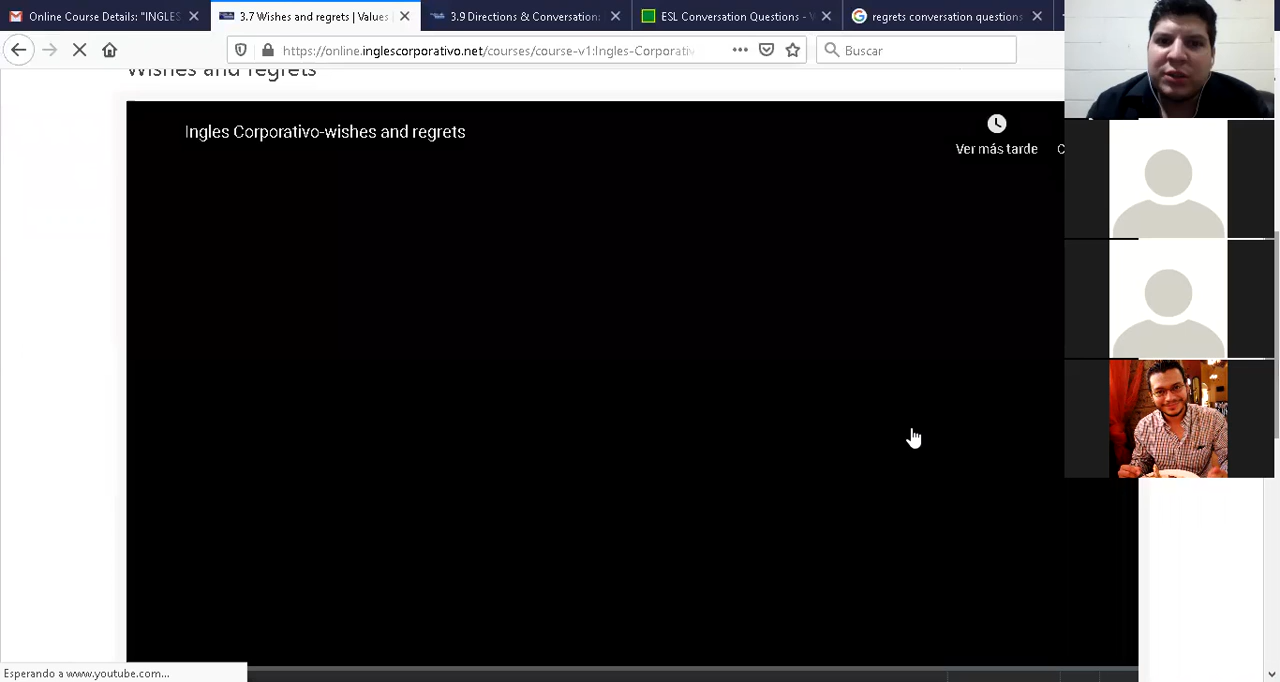 Online Course Details: "INGLES
3.7 Wishes and regrets | Values
3.9 Directions & Conversation:
ESL Conversation Questions -
regrets conversation questions
https://online.inglescorporativo.net/courses/course-v1:Ingles-Corporativ
Buscar
Wishes and regrets
Ingles Corporativo-wishes and regrets
Ver más tarde
Esperando a www.youtube.com...